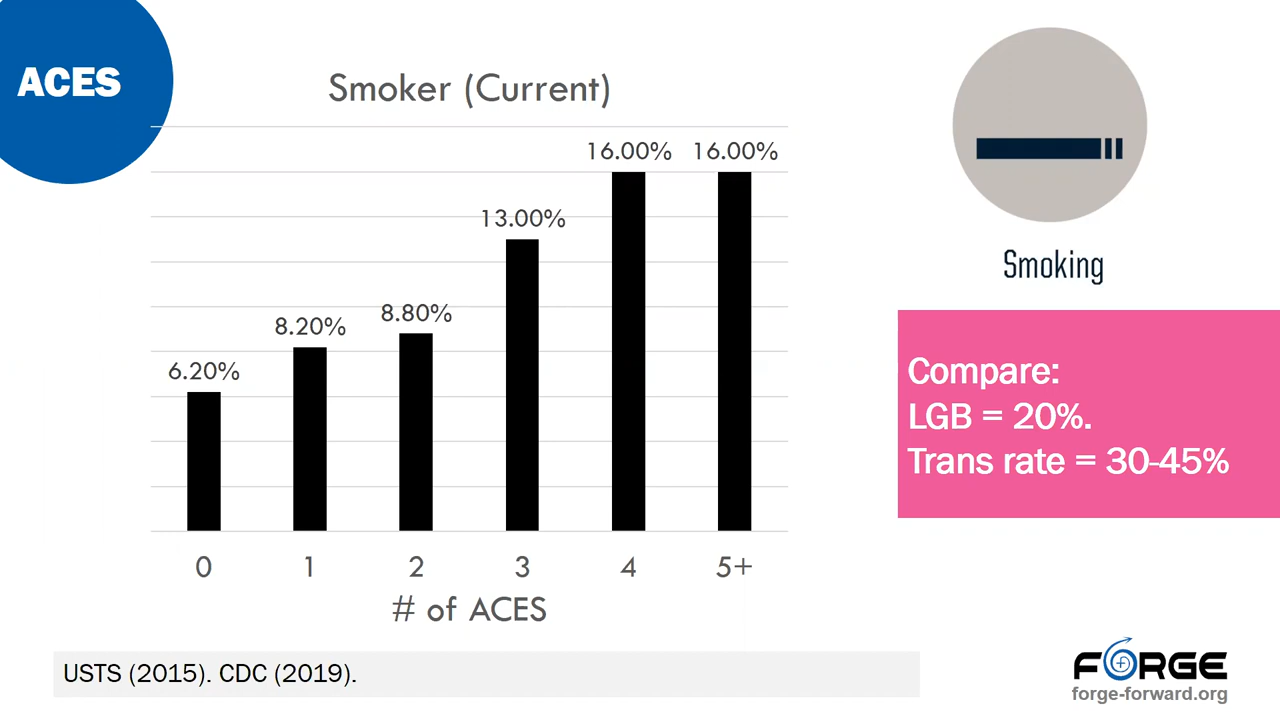 ACES
Smoker (Current)
16.00% 16.00%
13.00%
8.80%
8.20%
6.20%
0 1 2 3 4 5+
# of ACES
Smoking
Compare:
LGB = 20%.
Trans rate = 30-45%
USTS (2015). CDC (2019).
FORGE
forge-forward.org